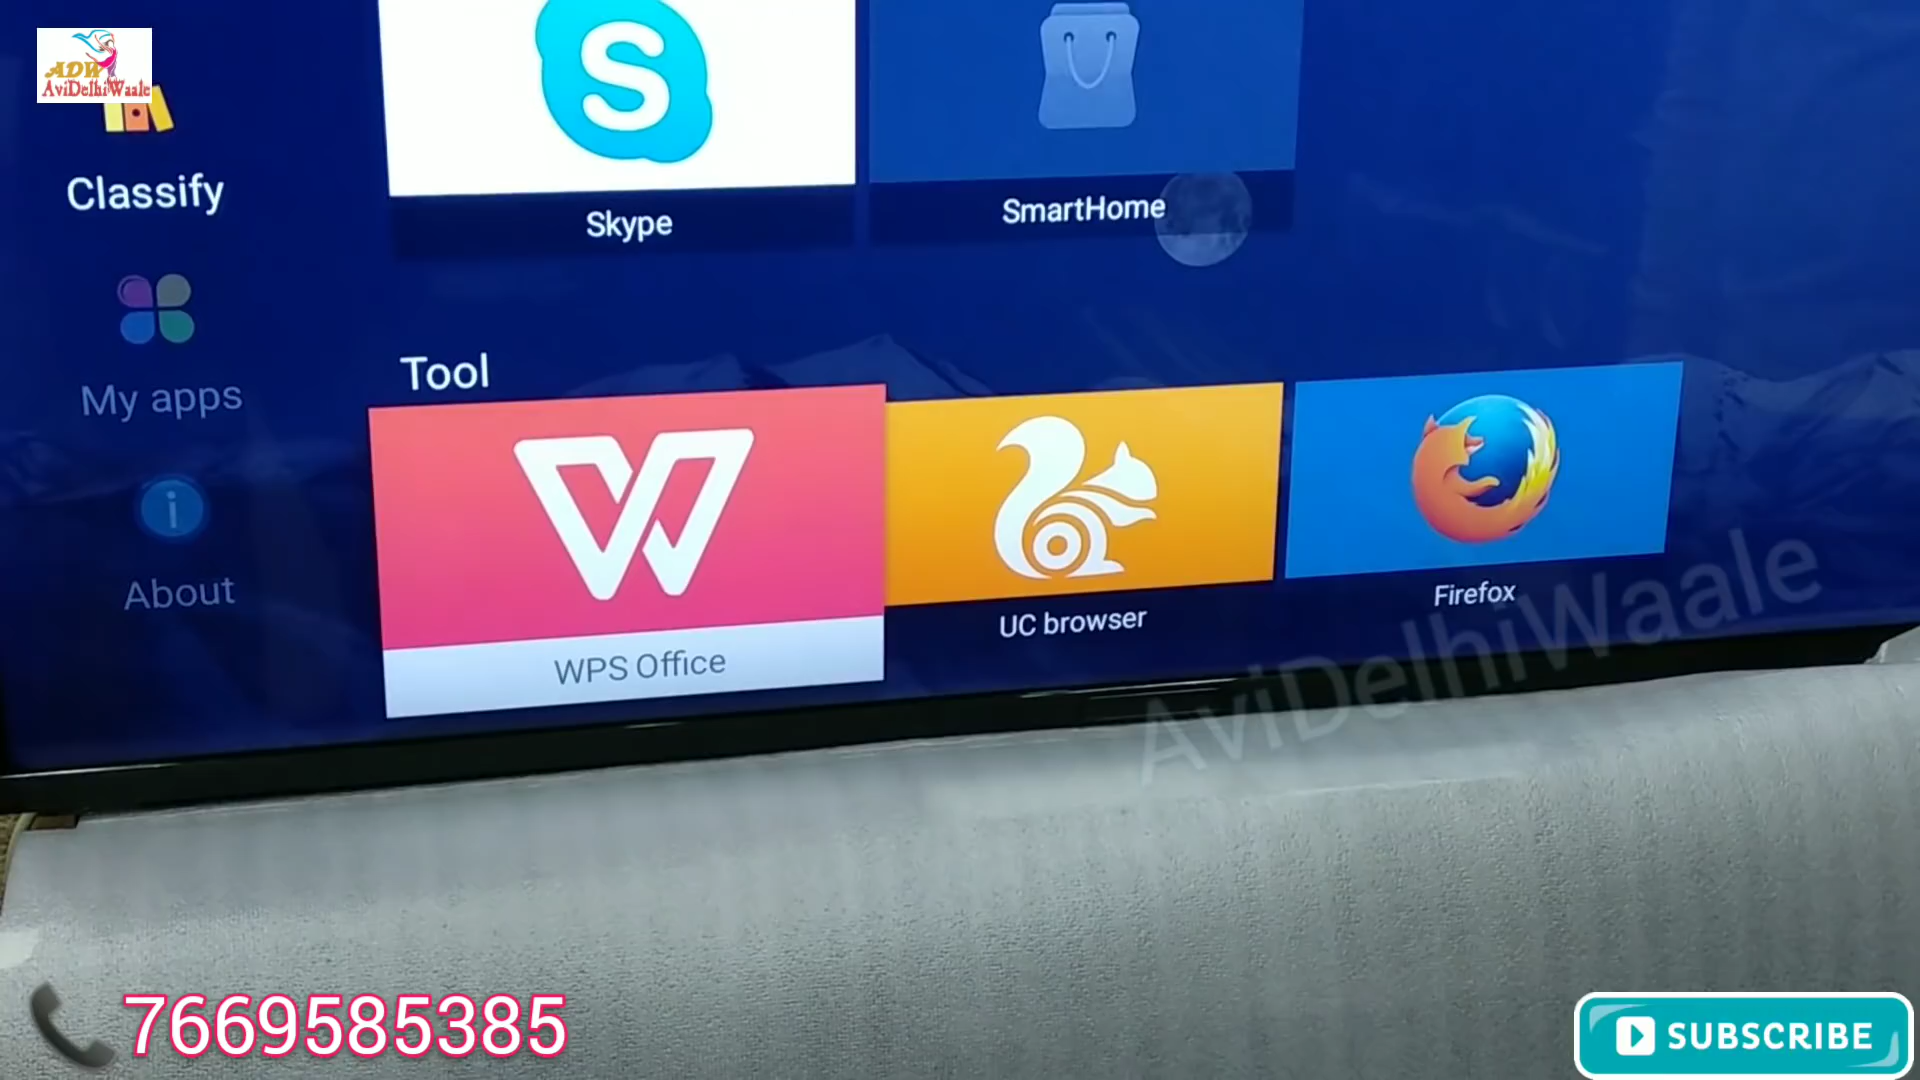 ADW
AviDelhiWaale
Classify
Skype
SmartHome
My apps
Tool
About
WPS Office
UC browser
Firefox
AviDelhiWaale
7669585385
SUBSCRIBE